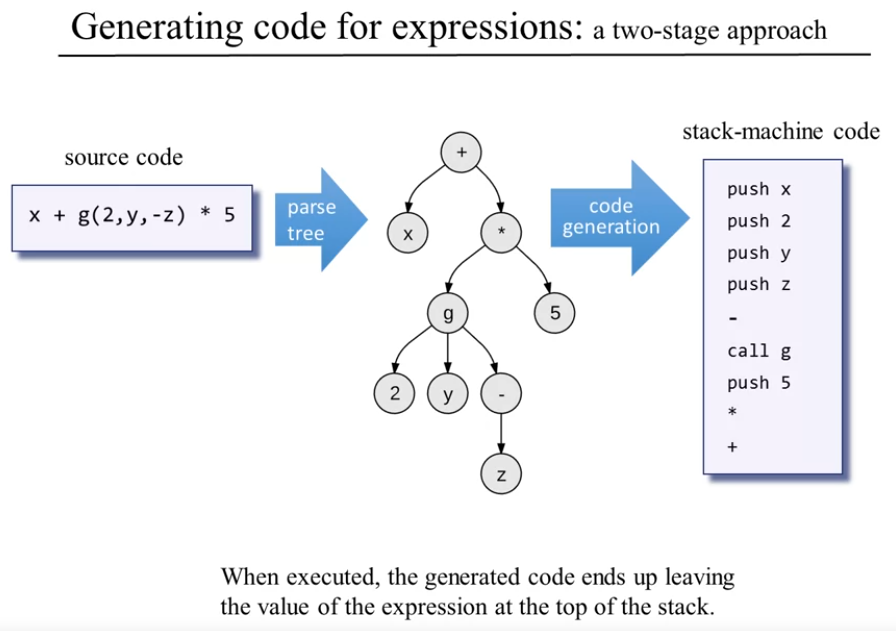 Generating code for expressions: a two-stage approach
source code
x + g(2,y,-z) * 5
parse
tree
+
x
*
g
5
2
y
-
z
code
generation
stack-machine code
push x
push 2
push y
push z
-
call g
push 5
*
+
When executed, the generated code ends up leaving
the value of the expression at the top of the stack.